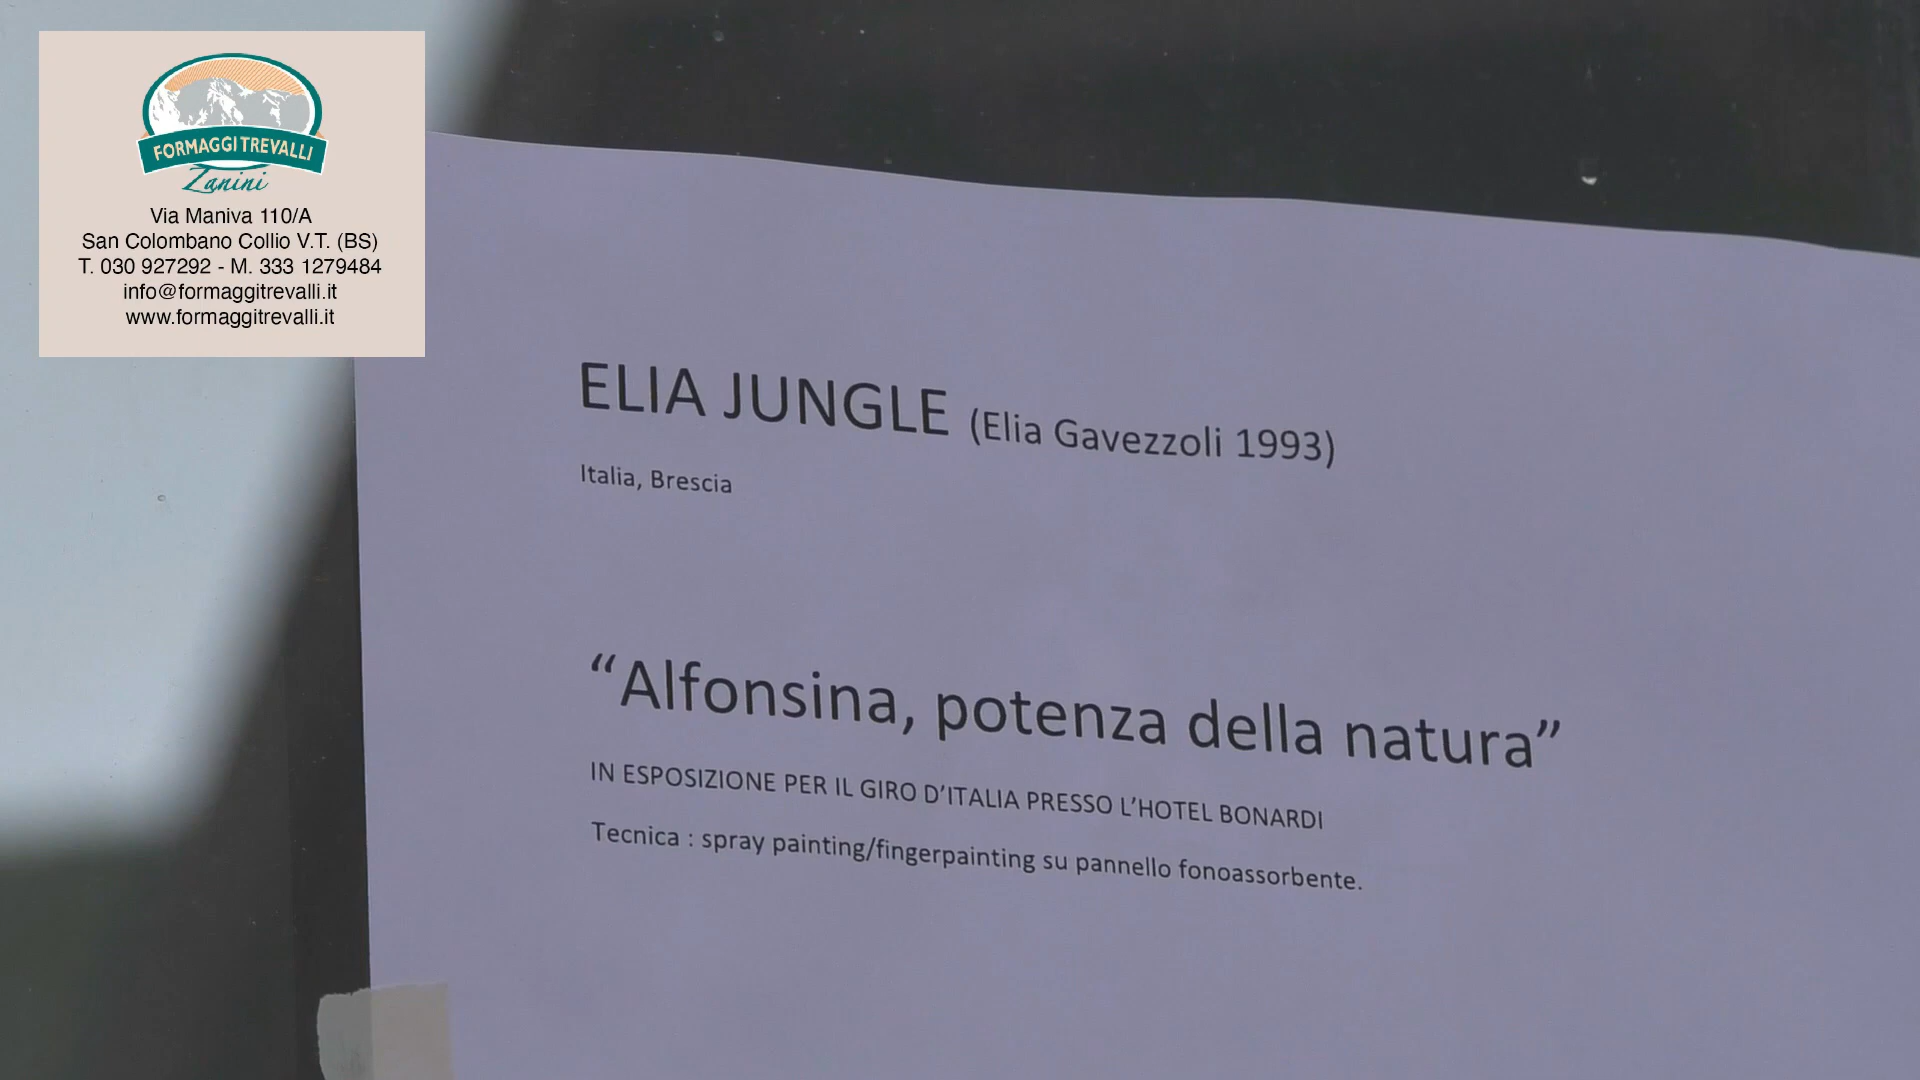 FORMAGGI TREVALLI
Zanini
Via Maniva 110/A
San Colombano Collio V.T. (BS)
T. 030 927292 - M. 333 1279484
info@formaggitrevalli.it
www.formaggitrevalli.it
ELIA JUNGLE (Elia Gavezzoli 1993)
Italia, Brescia
“Alfonsina, potenza della natura”
IN ESPOSIZIONE PER IL GIRO D’ITALIA PRESSO L’HOTEL BONARDI
Tecnica : spray painting/fingerpainting su pannello fonoassorbente.